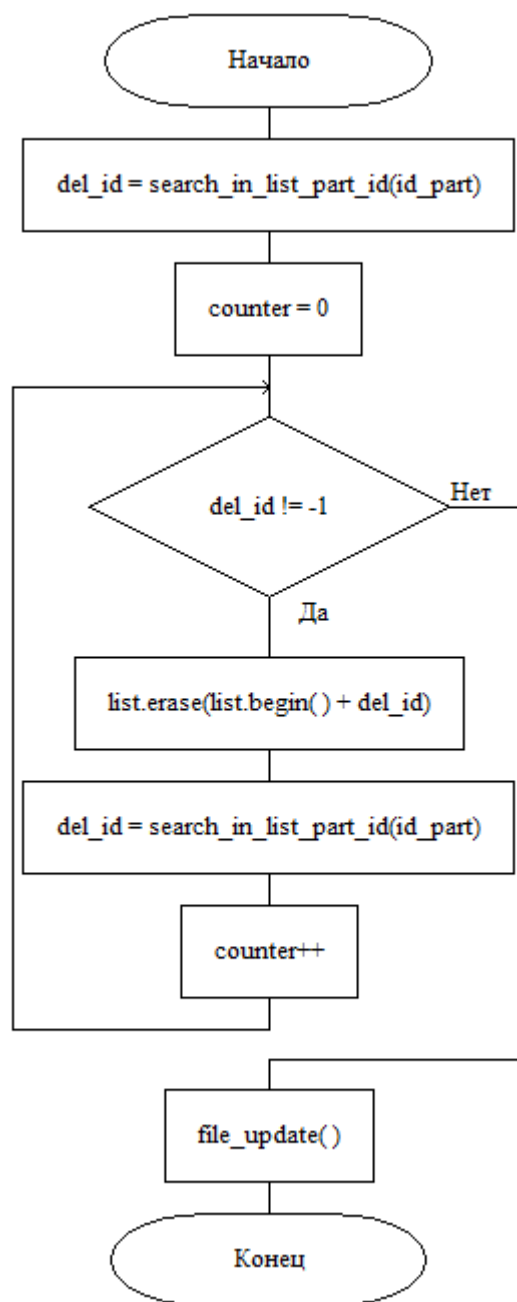 Начало
del_id = search_in_list_part_id(id_part)
counter = 0
del_id != -1
Нет
Да
list.erase(list.begin( ) + del_id)
del_id = search_in_list_part_id(id_part)
counter++
file_update( )
Конец